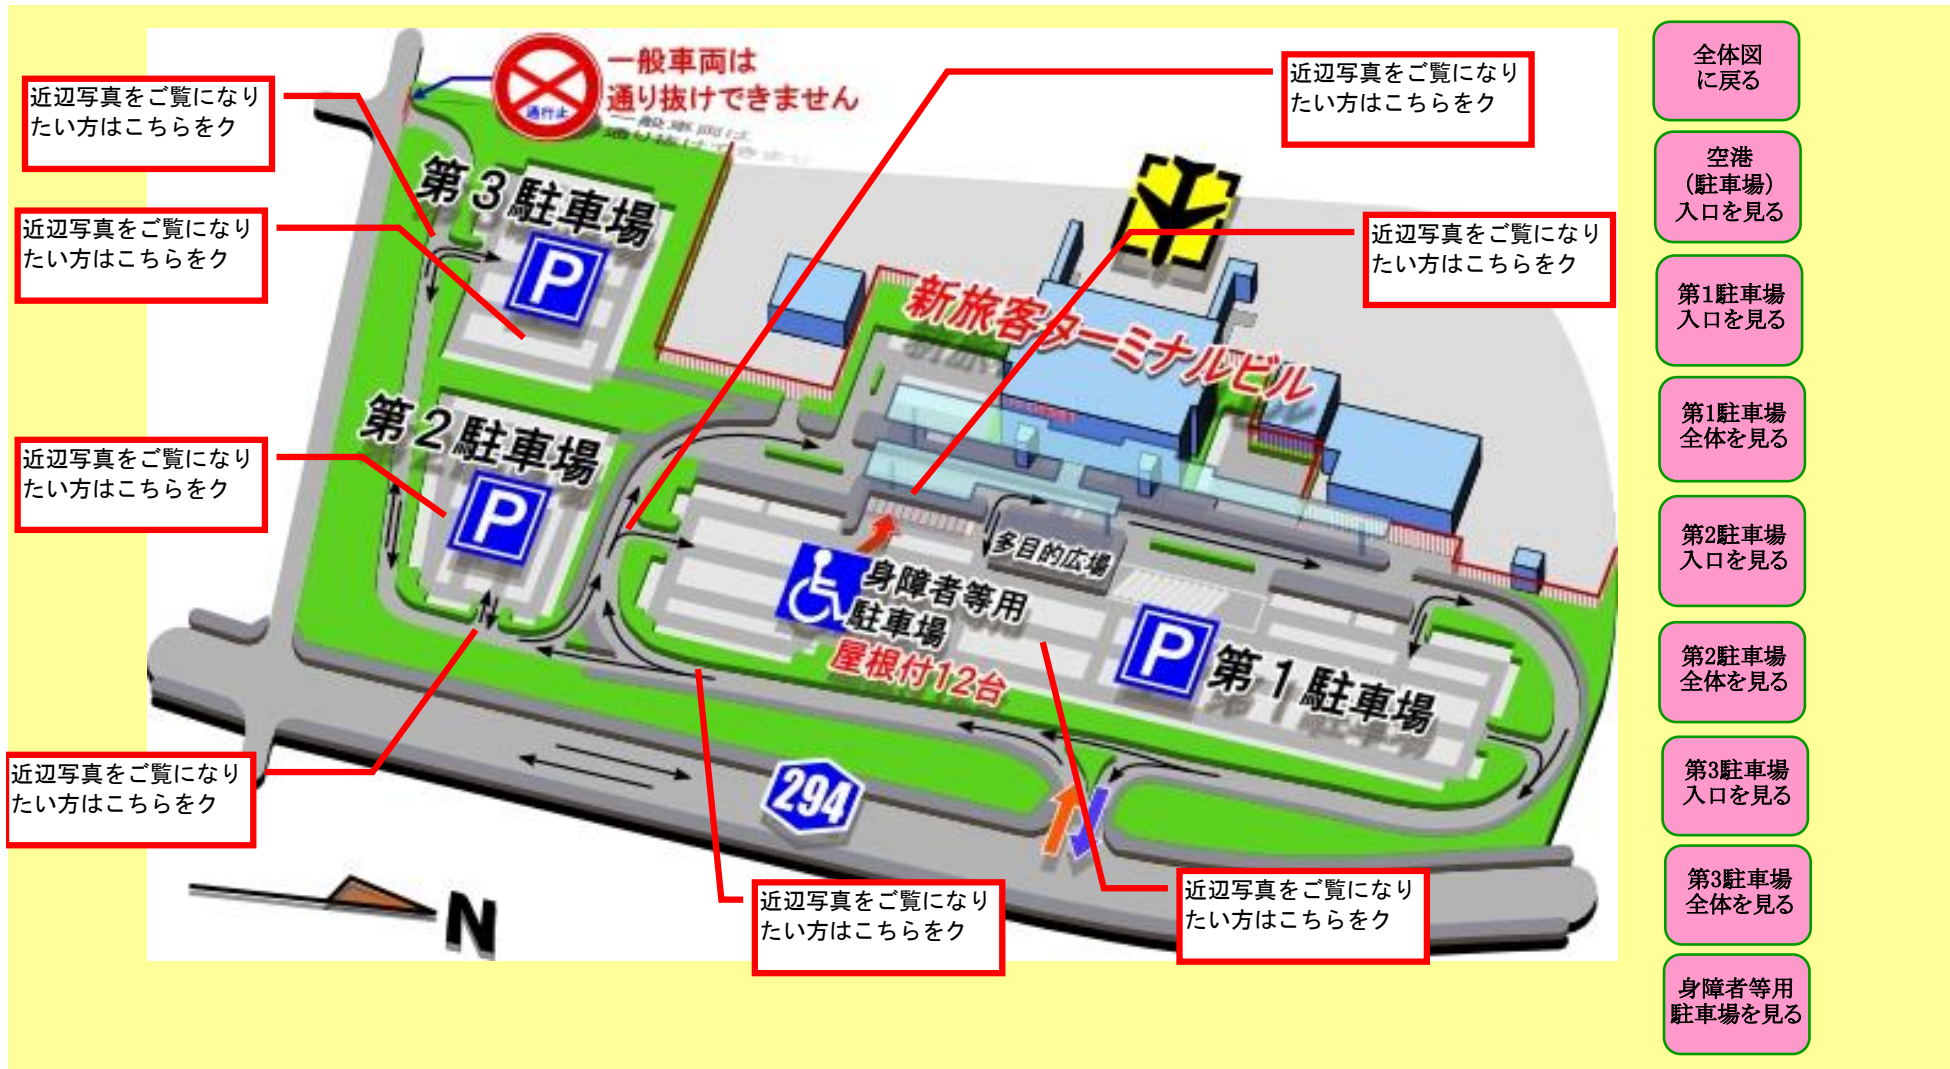 一般車両は
通り抜けできません
通行止
近辺写真をご覧になり
たい方はこちらをク
近辺写真をご覧になり
たい方はこちらをク
近辺写真をご覧になり
たい方はこちらをク
近辺写真をご覧になり
たい方はこちらをク
第3駐車場
P
新旅客ターミナルビル
近辺写真をご覧になり
たい方はこちらをク
第2駐車場
P
多目的広場
身障者等用
駐車場
屋根付12台
P
第1駐車場
近辺写真をご覧になり
たい方はこちらをク
294
近辺写真をご覧になり
たい方はこちらをク
近辺写真をご覧になり
たい方はこちらをク
N
全体図
に戻る
空港
(駐車場)
入口を見る
第1駐車場
入口を見る
第1駐車場
全体を見る
第2駐車場
入口を見る
第2駐車場
全体を見る
第3駐車場
入口を見る
第3駐車場
全体を見る
身障者等用
駐車場を見る